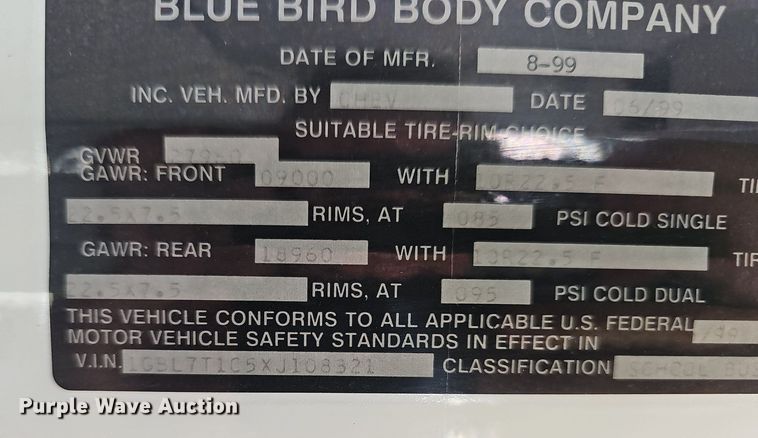 BLUE BIRD BODY COMPANY
DATE OF MFR. 8-99
INC. VEH. MFD. BY CHEV DATE 06/99
SUITABLE TIRE-RIM CHOICE
GVWR 27960
GAWR: FRONT 09000 WITH 10R22.5 F TI
22.5X7.5 RIMS, AT 085 PSI COLD SINGLE
GAWR: REAR 18960 WITH 10R22.5 F TIR
22.5X7.5 RIMS, AT 095 PSI COLD DUAL
THIS VEHICLE CONFORMS TO ALL APPLICABLE U.S. FEDERAL
MOTOR VEHICLE SAFETY STANDARDS IN EFFECT IN /99
V.I.N. 1GBL7T1C5XJ108321 CLASSIFICATION SCHOOL BUS
Purple Wave Auction